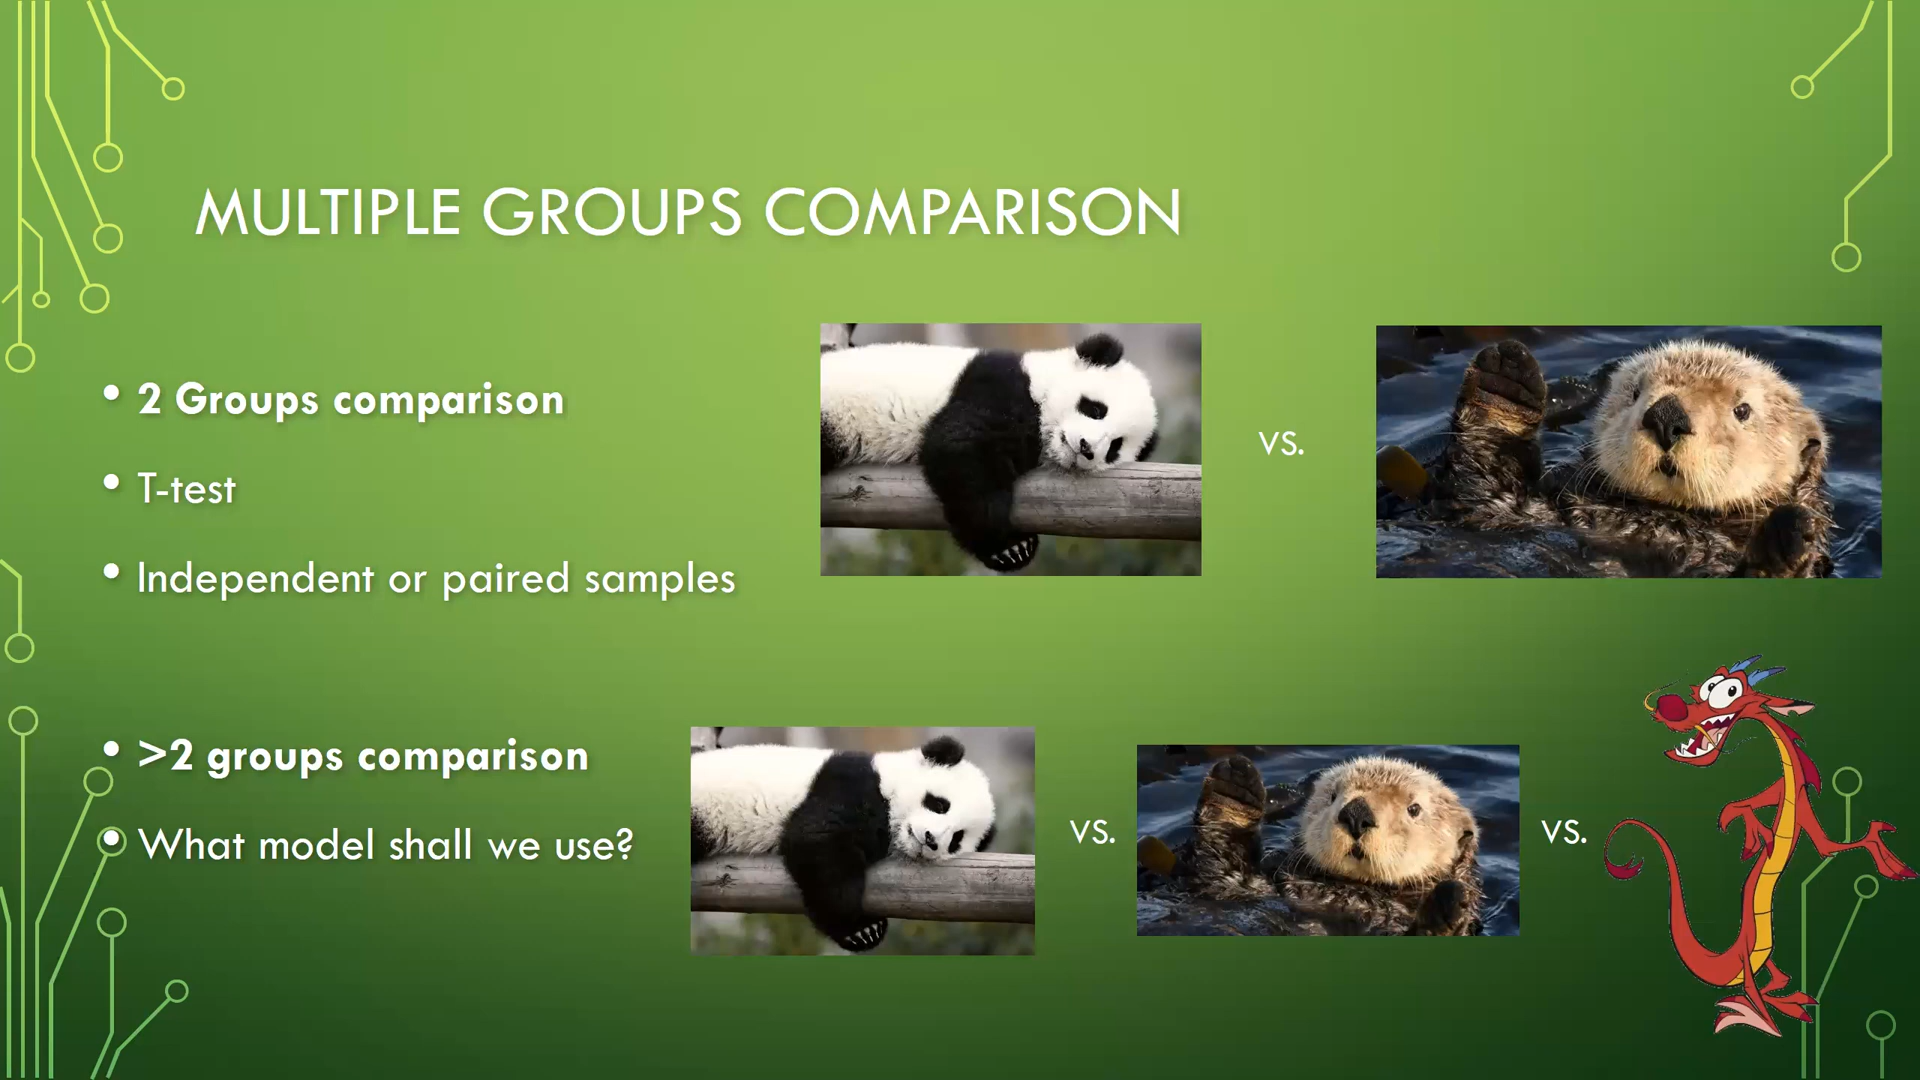 MULTIPLE GROUPS COMPARISON
• 2 Groups comparison
• T-test
• Independent or paired samples
vs.
• >2 groups comparison
• What model shall we use?
vs.
vs.